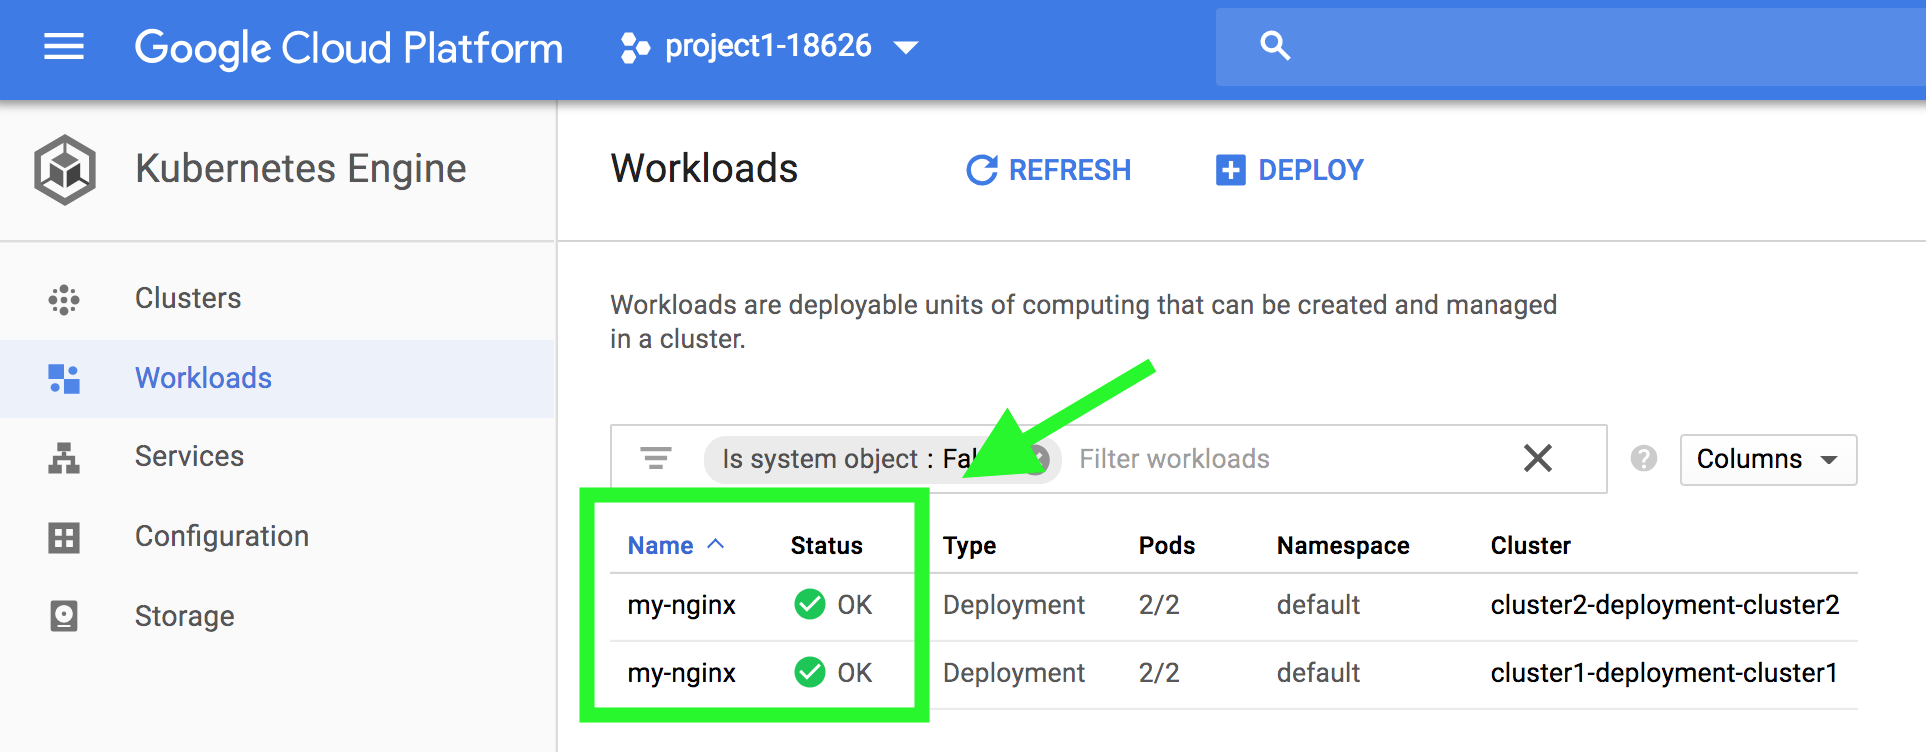 Google Cloud Platform project1-18626
Kubernetes Engine
Workloads REFRESH DEPLOY
Clusters
Workloads
Services
Configuration
Storage
Workloads are deployable units of computing that can be created and managed
in a cluster.
Is system object : Filter workloads Columns
Name Status Type Pods Namespace Cluster
my-nginx OK Deployment 2/2 default cluster2-deployment-cluster2
my-nginx OK Deployment 2/2 default cluster1-deployment-cluster1